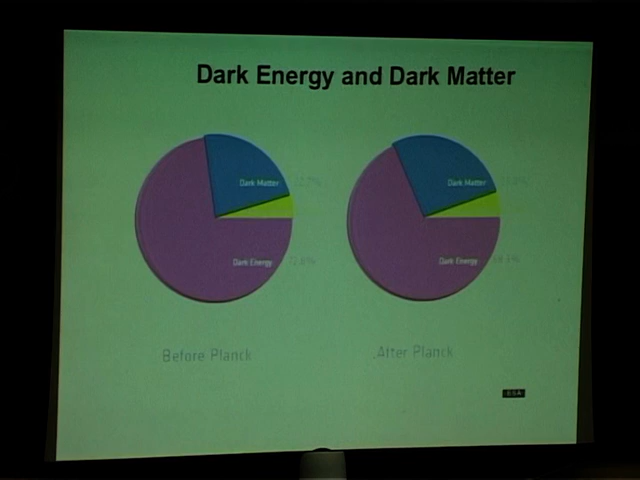 Dark Energy and Dark Matter
Dark Matter
Dark Energy
Before Planck
Dark Matter
Dark Energy
After Planck
ESA